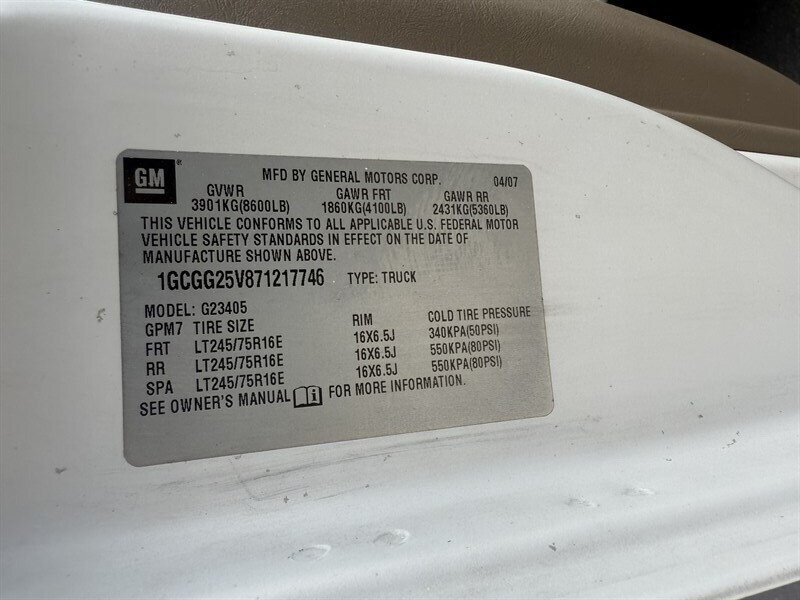 GM ® MFD BY GENERAL MOTORS CORP. 04/07
GVWR GAWR FRT GAWR RR
3901KG(8600LB) 1860KG(4100LB) 2431KG(5360LB)
THIS VEHICLE CONFORMS TO ALL APPLICABLE U.S. FEDERAL MOTOR
VEHICLE SAFETY STANDARDS IN EFFECT ON THE DATE OF
MANUFACTURE SHOWN ABOVE.
1GCGG25V871217746 TYPE: TRUCK
MODEL: G23405
GPM7 TIRE SIZE RIM COLD TIRE PRESSURE
FRT LT245/75R16E 16X6.5J 340KPA(50PSI)
RR LT245/75R16E 16X6.5J 550KPA(80PSI)
SPA LT245/75R16E 16X6.5J 550KPA(80PSI)
SEE OWNER'S MANUAL FOR MORE INFORMATION.